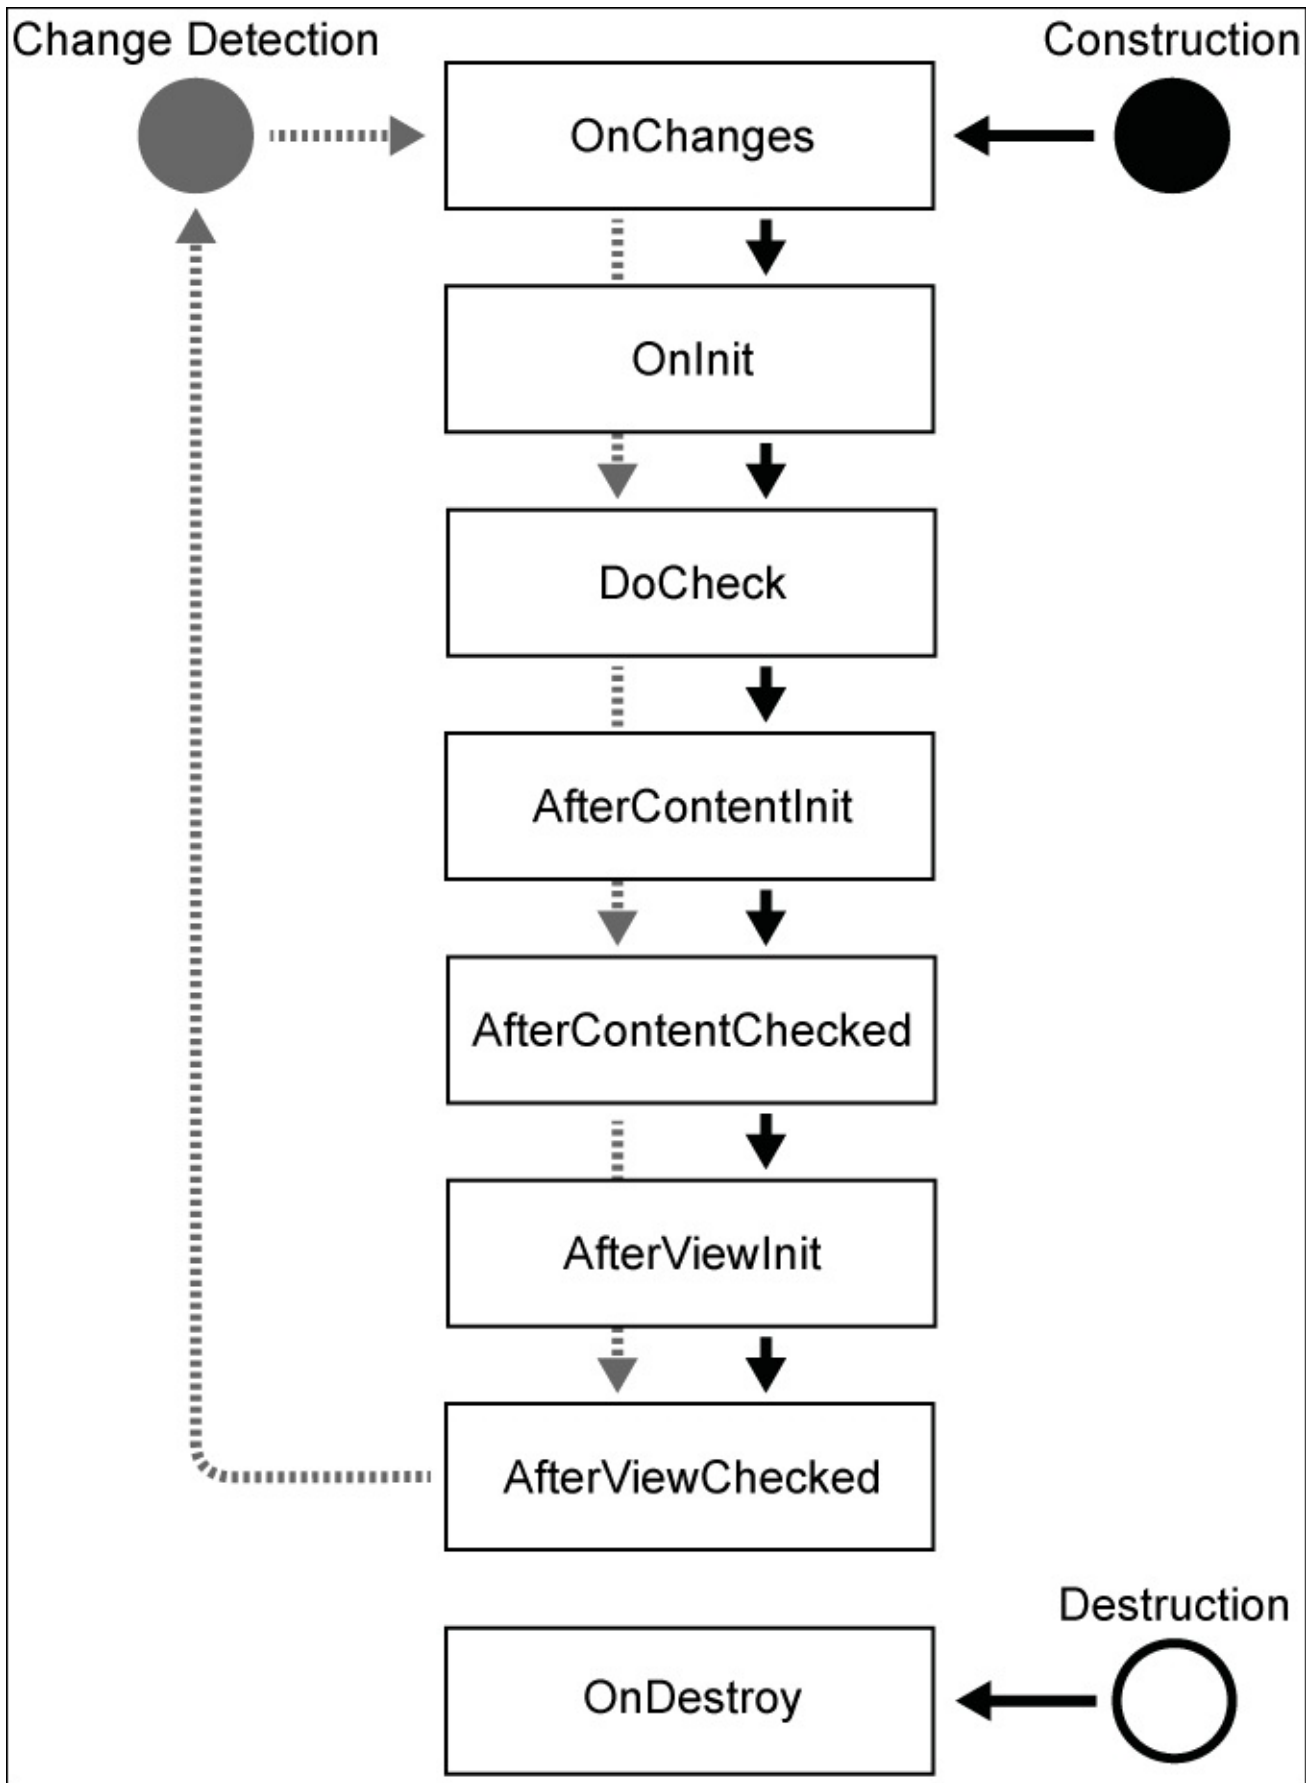 Change Detection
Construction
OnChanges
OnInit
DoCheck
AfterContentInit
AfterContentChecked
AfterViewInit
AfterViewChecked
Destruction
OnDestroy